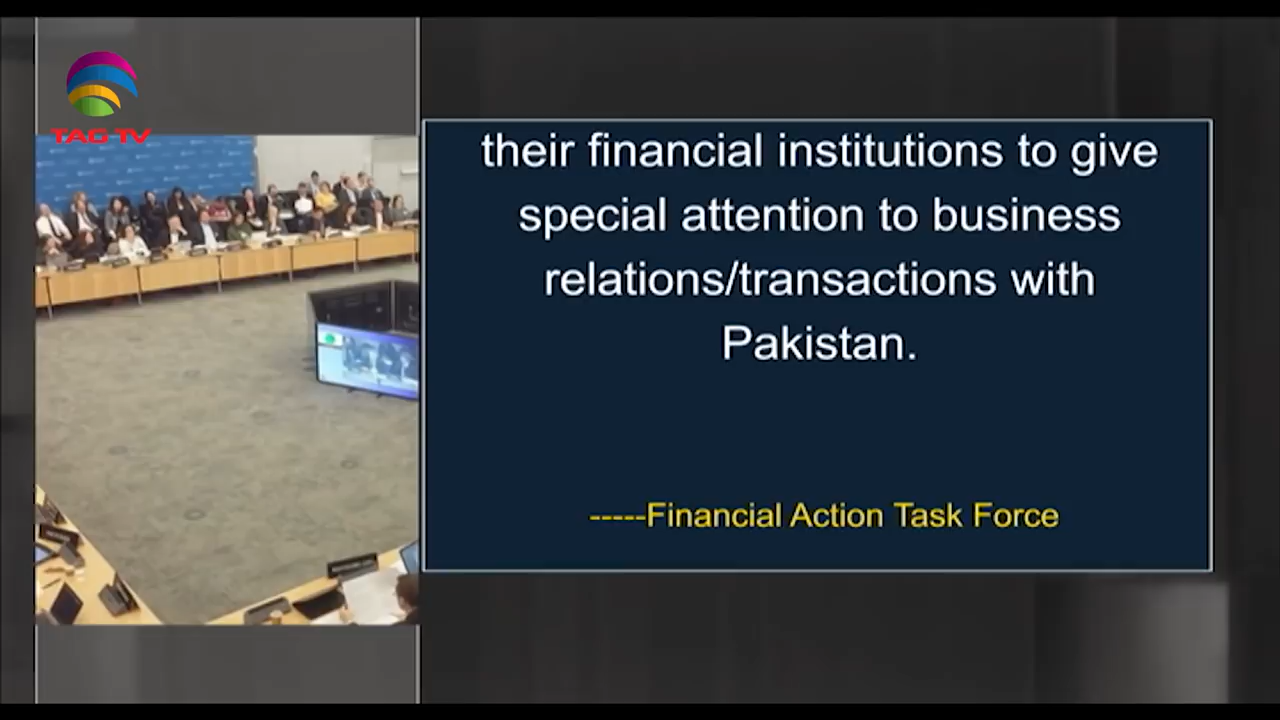 TAG TV
their financial institutions to give
special attention to business
relations/transactions with
Pakistan.
-----Financial Action Task Force